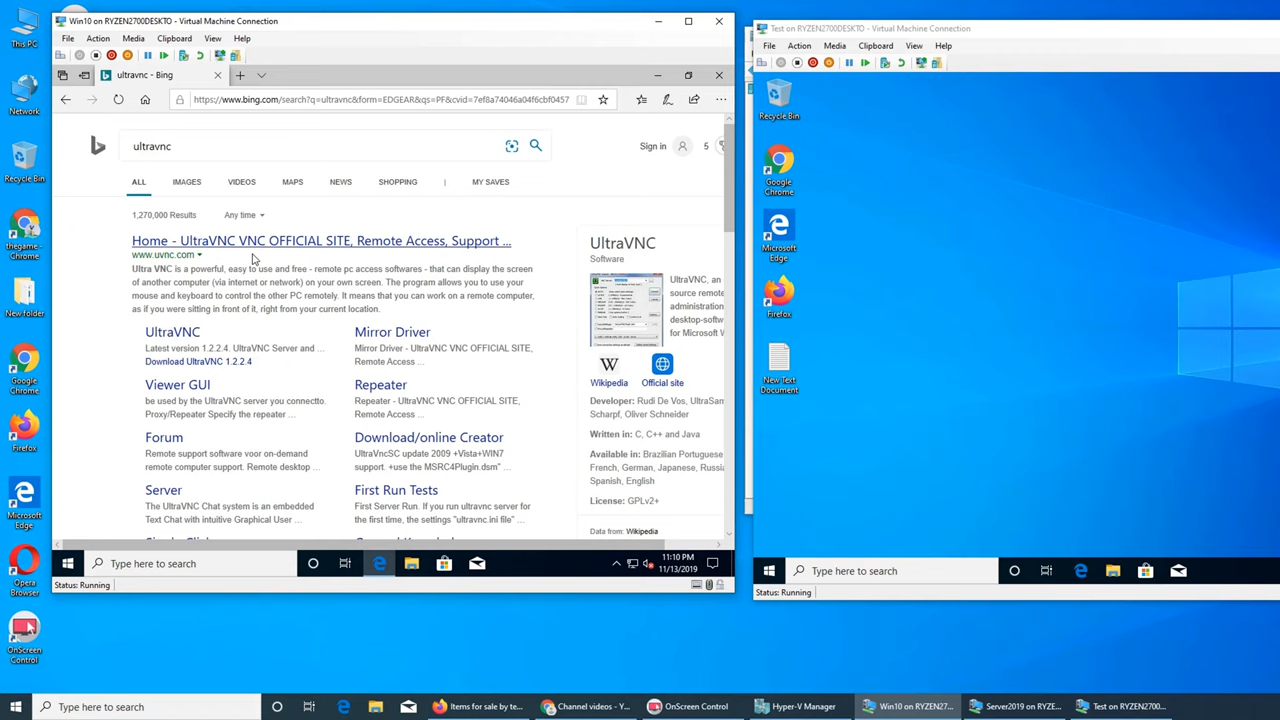 This PC
Network
Recycle Bin
thegame - Chrome
New folder
Google Chrome
Firefox
Microsoft Edge
Opera Browser
OnScreen Control
Win10 on RYZEN2700DESKTO - Virtual Machine Connection
File Action Media Clipboard View Help
ultravnc - Bing
https://www.bing.com/search?q=ultravnc&form=EDGEAR&qs=PF&cvid=7ef8a74046a04f6cbf0457
ultravnc
Sign in
5
ALL IMAGES VIDEOS MAPS NEWS SHOPPING | MY SAVES
1,270,000 Results Any time
Home - UltraVNC VNC OFFICIAL SITE, Remote Access, Support ...
www.uvnc.com
Ultra VNC is a powerful, easy to use and free - remote pc access softwares - that can display the screen
of another computer (via internet or network) on your own screen. The program allows you to use your
mouse and keyboard to control the other PC remotely. It means that you can work on a remote computer,
as if you were sitting in front of it, right from your current location.
UltraVNC
Latest version 1.2.2.4. UltraVNC Server and ...
Download UltraVNC 1.2.2.4
Mirror Driver
Mirror Driver - UltraVNC VNC OFFICIAL SITE,
Remote Access ...
Viewer GUI
be used by the UltraVNC server you connectto.
Proxy/Repeater Specify the repeater ...
Repeater
Repeater - UltraVNC VNC OFFICIAL SITE,
Remote Access ...
Forum
Remote support software voor on-demand
remote computer support. Remote desktop ...
Download/online Creator
UltraVncSC update 2009 +Vista+WIN7
support. +use the MSRC4Plugin.dsm" ...
Server
The UltraVNC Chat system is an embedded
Text Chat with intuitive Graphical User ...
First Run Tests
First Server Run. If you run ultravnc server for
the first time, the settings "ultravnc.ini file" ...
UltraVNC
Software
UltraVNC, an
source remote
administration
desktop-softw
for Microsoft W
W
Wikipedia
Official site
Developer: Rudi De Vos, UltraSam
Scharpf, Oliver Schneider
Written in: C, C++ and Java
Available in: Brazilian Portuguese
French, German, Japanese, Russia
Spanish, English
License: GPLv2+
Data from: Wikipedia
Type here to search
11:10 PM
11/13/2019
Status: Running
Test on RYZEN2700DESKTO - Virtual Machine Connection
File Action Media Clipboard View Help
Recycle Bin
Google
Chrome
Microsoft
Edge
Firefox
New Text
Document
Type here to search
Status: Running
Type here to search
Items for sale by te...
Channel videos - Y...
OnScreen Control
Hyper-V Manager
Win10 on RYZEN27...
Server2019 on RYZE...
Test on RYZEN2700...